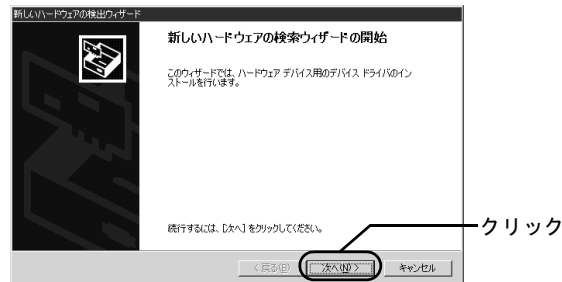 新しいハードウェアの検出ウィザード
新しいハードウェアの検索ウィザードの開始
このウィザードでは、ハードウェア デバイス用のデバイス ドライバのイン
ストールを行います。
続行するには、[次へ] をクリックしてください。
クリック
< 戻る(B) 次へ(N) > キャンセル